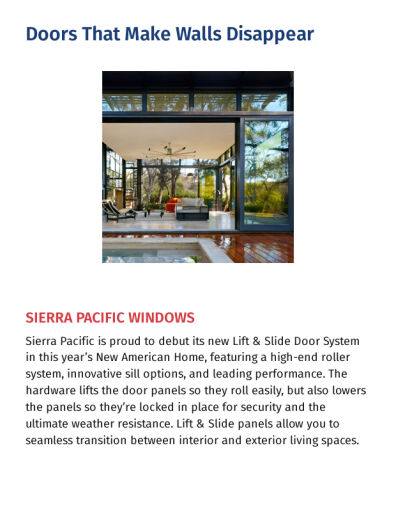 Doors That Make Walls Disappear
SIERRA PACIFIC WINDOWS
Sierra Pacific is proud to debut its new Lift & Slide Door System
in this year’s New American Home, featuring a high-end roller
system, innovative sill options, and leading performance. The
hardware lifts the door panels so they roll easily, but also lowers
the panels so they’re locked in place for security and the
ultimate weather resistance. Lift & Slide panels allow you to
seamless transition between interior and exterior living spaces.